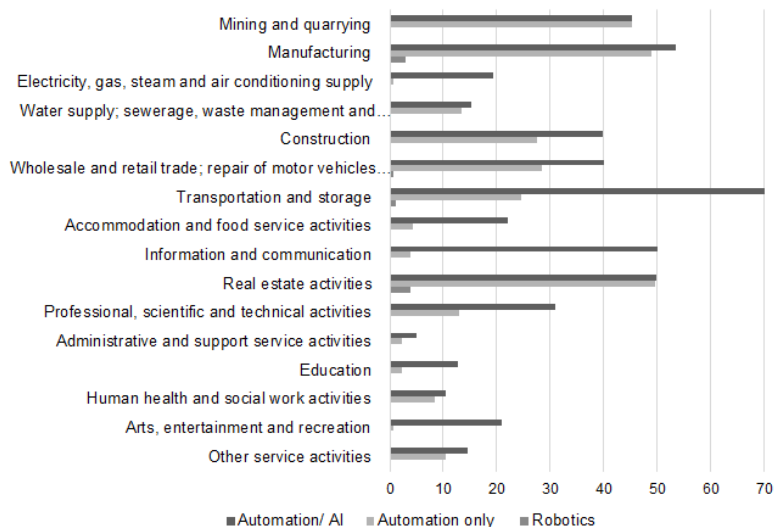 Mining and quarrying
Manufacturing
Electricity, gas, steam and air conditioning supply
Water supply; sewerage, waste management and...
Construction
Wholesale and retail trade; repair of motor vehicles...
Transportation and storage
Accommodation and food service activities
Information and communication
Real estate activities
Professional, scientific and technical activities
Administrative and support service activities
Education
Human health and social work activities
Arts, entertainment and recreation
Other service activities
0 10 20 30 40 50 60 70
Automation/ AI Automation only Robotics